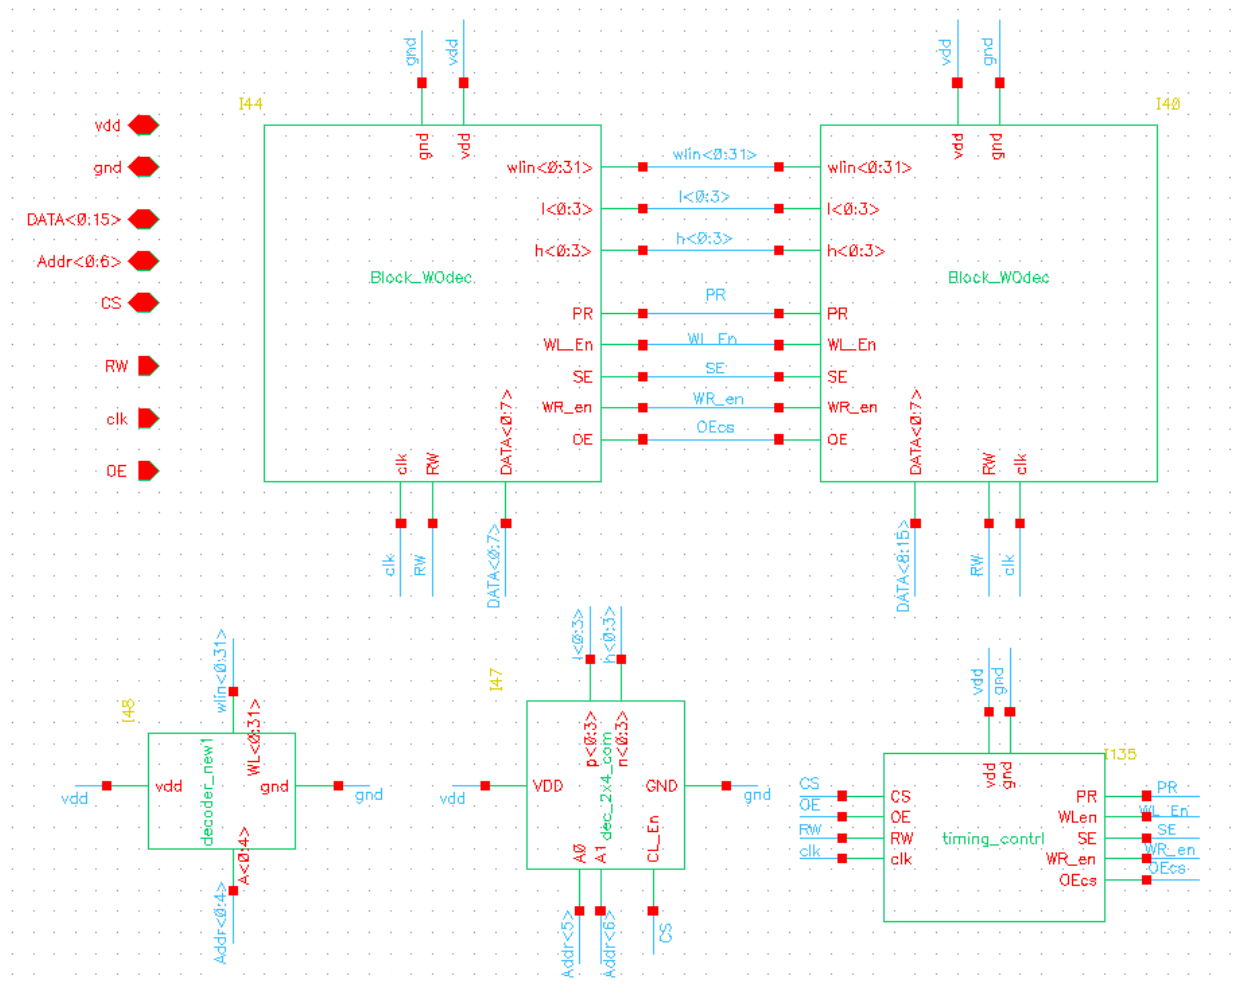 gnd
vdd
vdd
gnd
I44
I40
vdd
gnd
DATA<0:15>
Addr<0:6>
CS
RW
clk
OE
gnd
vdd
wlin<0:31>
l<0:3>
h<0:3>
Block_WOdec
PR
WL_En
SE
WR_en
OE
clk
RW
DATA<0:7>
clk
RW
DATA<0:7>
wlin<0:31>
l<0:3>
h<0:3>
PR
WL_En
SE
WR_en
OEcs
vdd
gnd
wlin<0:31>
l<0:3>
h<0:3>
Block_WOdec
PR
WL_En
SE
WR_en
OE
DATA<0:7>
RW
clk
DATA<8:15>
RW
clk
I48
wlin<0:31>
WL<0:31>
vdd
vdd
decoder_new1
gnd
gnd
A<0:4>
Addr<0:4>
I47
l<0:3>
h<0:3>
p<0:3>
n<0:3>
vdd
VDD
dec_2x4_com
GND
gnd
A0
A1
CL_En
Addr<5>
Addr<6>
CS
vdd
gnd
I135
vdd
gnd
CS
OE
RW
clk
CS
OE
RW
clk
timing_contrl
PR
WLen
SE
WR_en
OEcs
PR
WL_En
SE
WR_en
OEcs